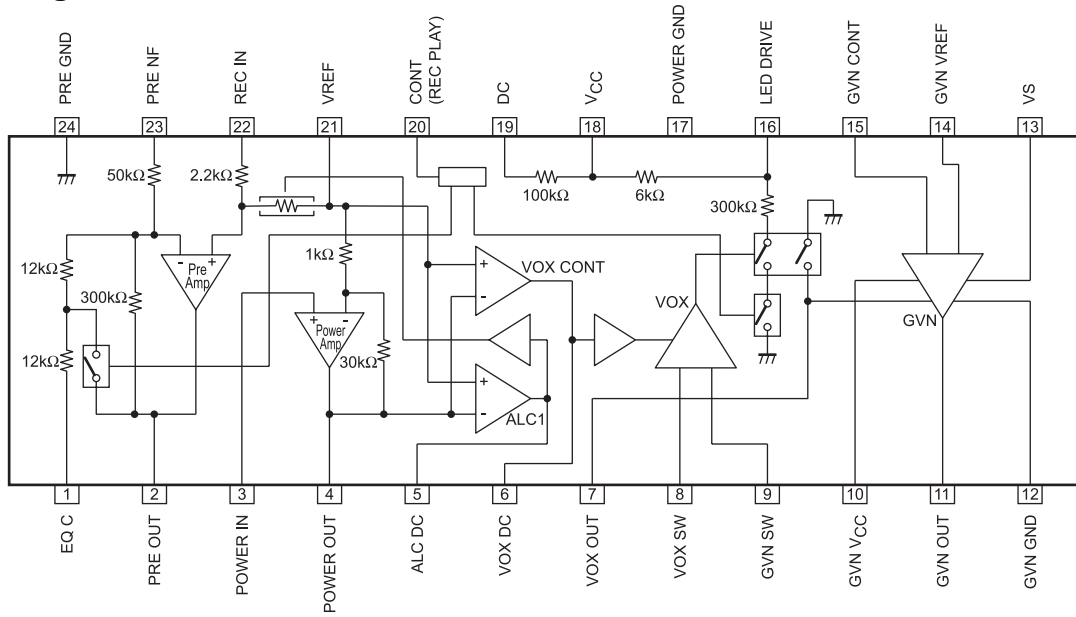 PRE GND
PRE NF
REC IN
VREF
CONT
(REC PLAY)
DC
VCC
POWER GND
LED DRIVE
GVN CONT
GVN VREF
VS
24
23
22
21
20
19
18
17
16
15
14
13
50kΩ
2.2kΩ
100kΩ
6kΩ
300kΩ
12kΩ
- +
Pre
Amp
1kΩ
+
VOX CONT
-
300kΩ
VOX
GVN
+ -
Power
Amp
12kΩ
30kΩ
+
-
ALC1
1
2
3
4
5
6
7
8
9
10
11
12
EQ C
PRE OUT
POWER IN
POWER OUT
ALC DC
VOX DC
VOX OUT
VOX SW
GVN SW
GVN VCC
GVN OUT
GVN GND